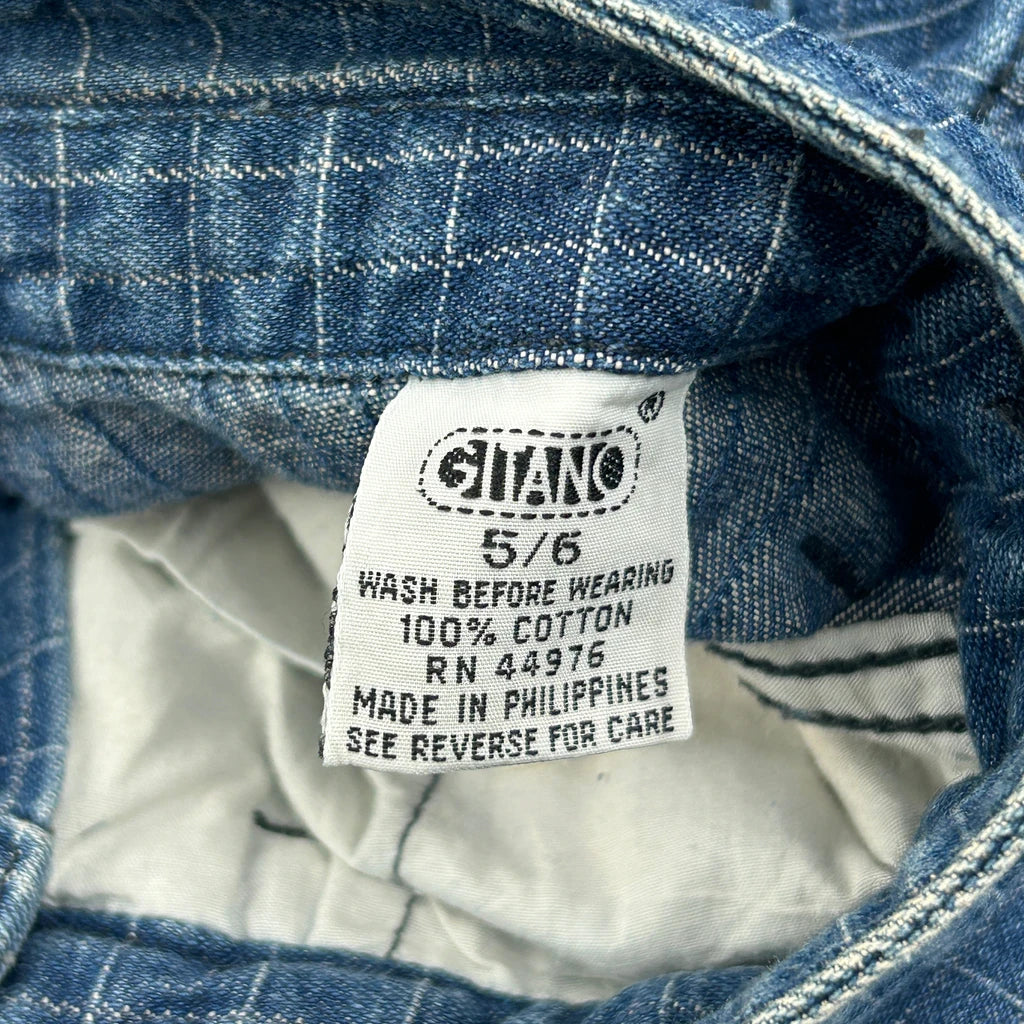 ®
GITANO
5/6
WASH BEFORE WEARING
100% COTTON
RN 44976
MADE IN PHILIPPINES
SEE REVERSE FOR CARE